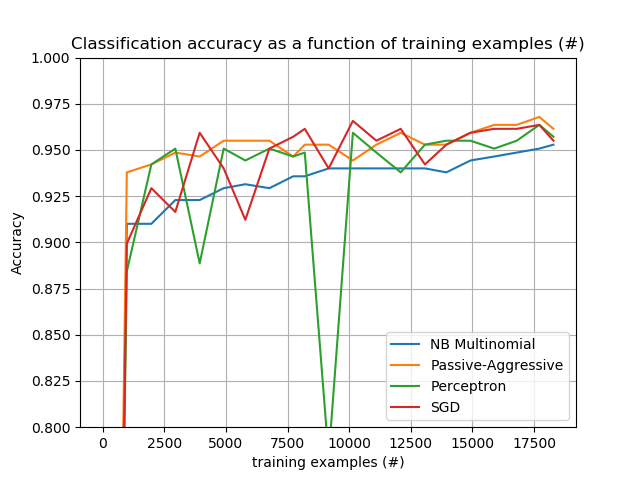 Classification accuracy as a function of training examples (#)
1.000
0.975
0.950
0.925
0.900
0.875
0.850
0.825
0.800
Accuracy
NB Multinomial
Passive-Aggressive
Perceptron
SGD
0 2500 5000 7500 10000 12500 15000 17500
training examples (#)